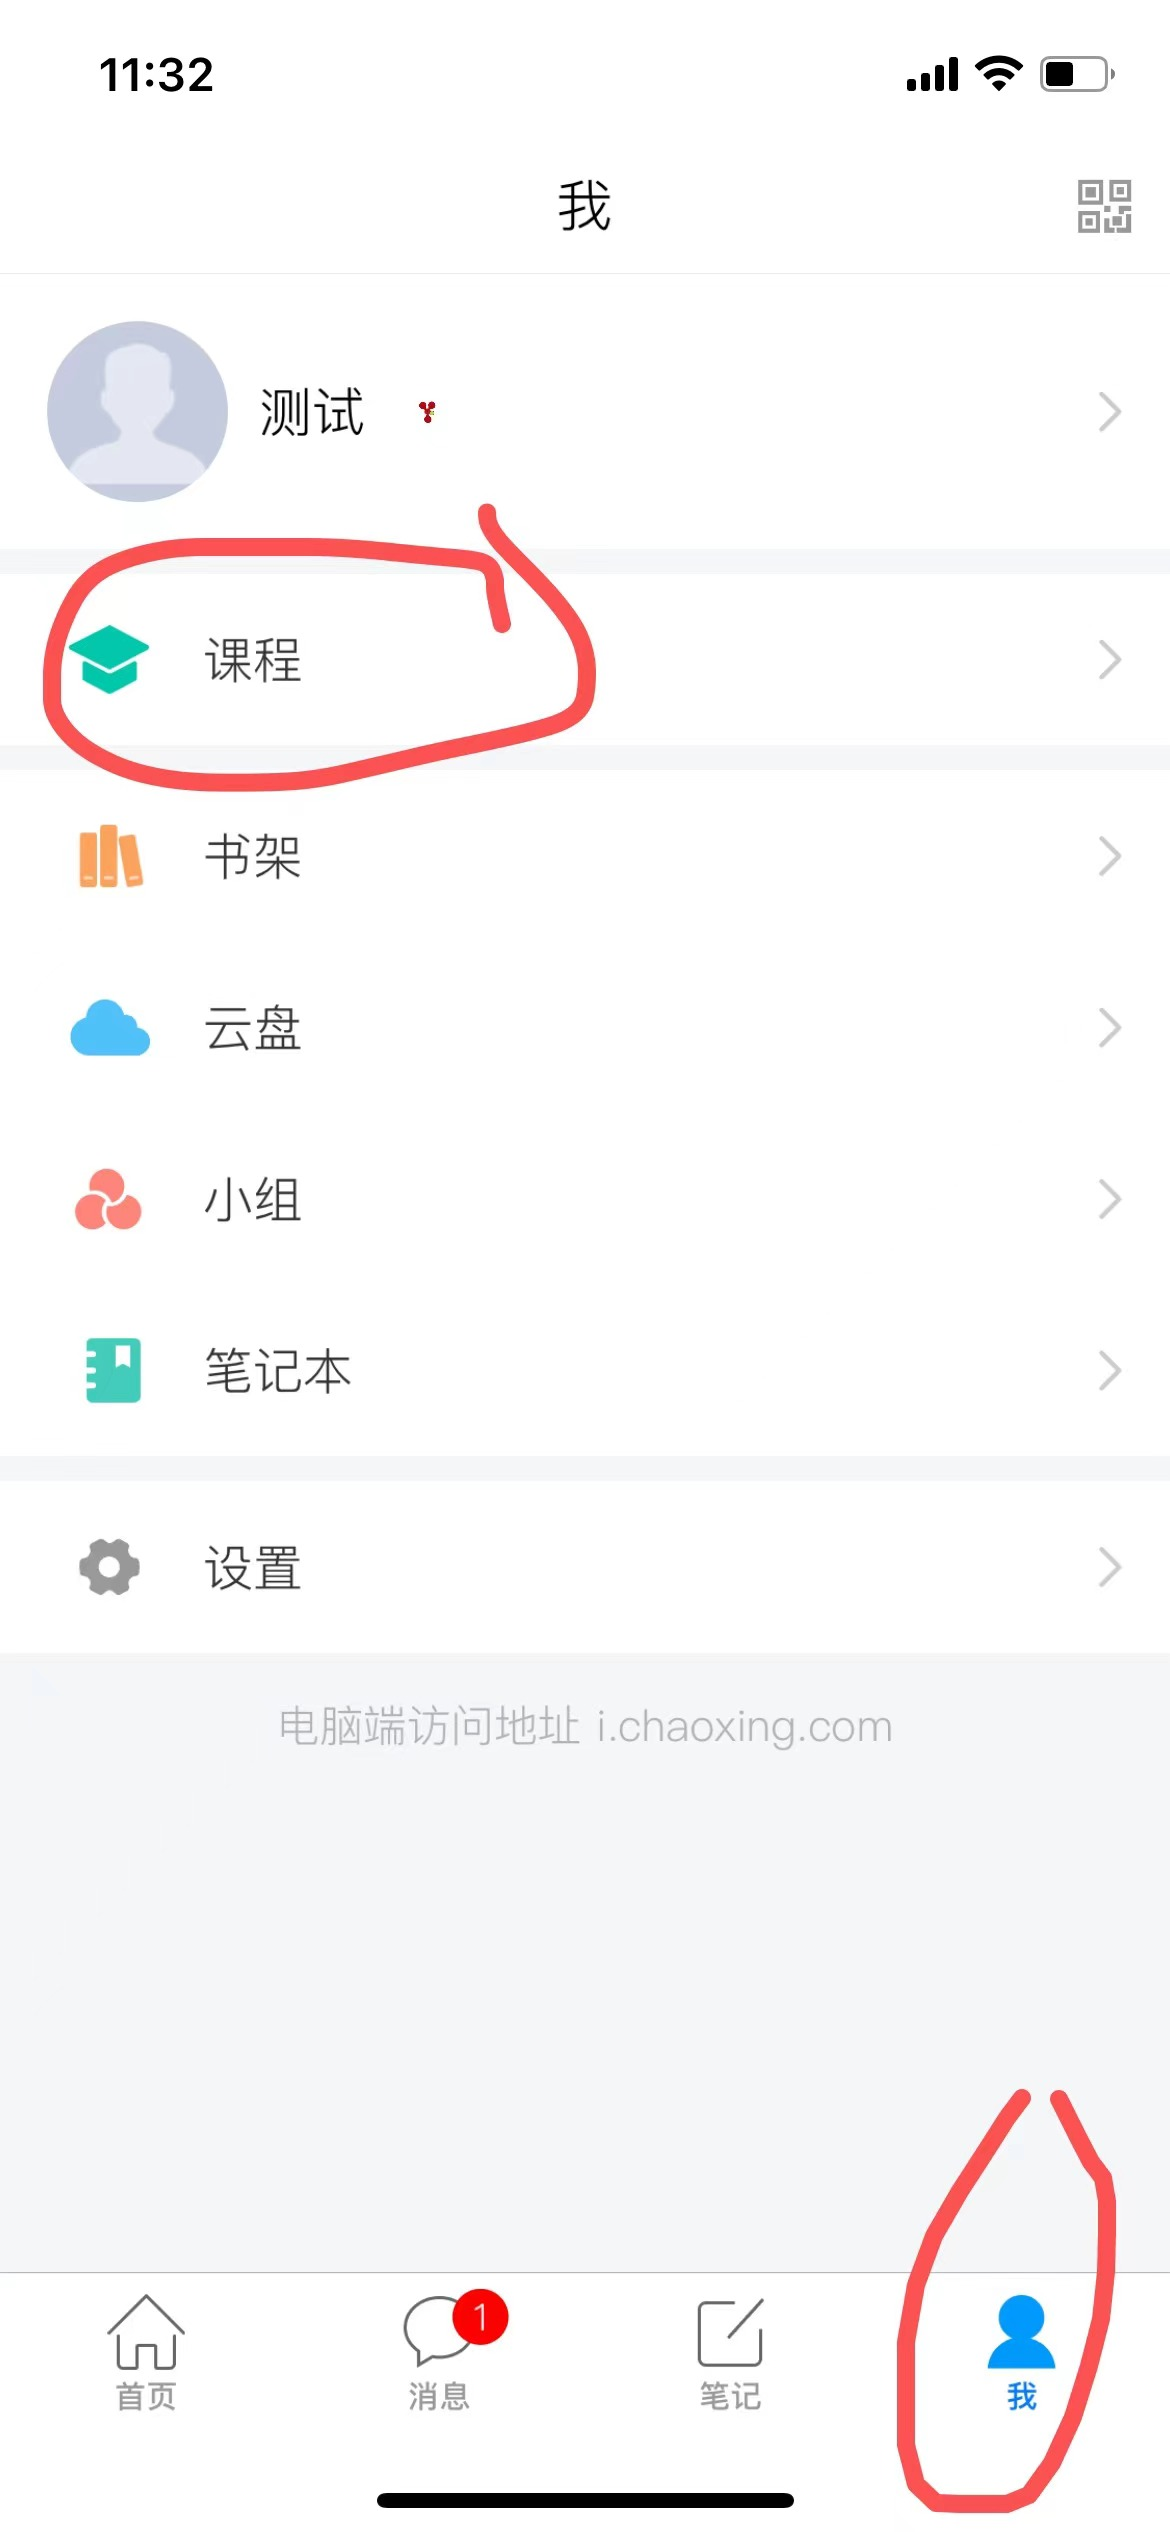 11:32
我
测试
课程
书架
云盘
小组
笔记本
设置
电脑端访问地址 i.chaoxing.com
1
首页 消息 笔记 我